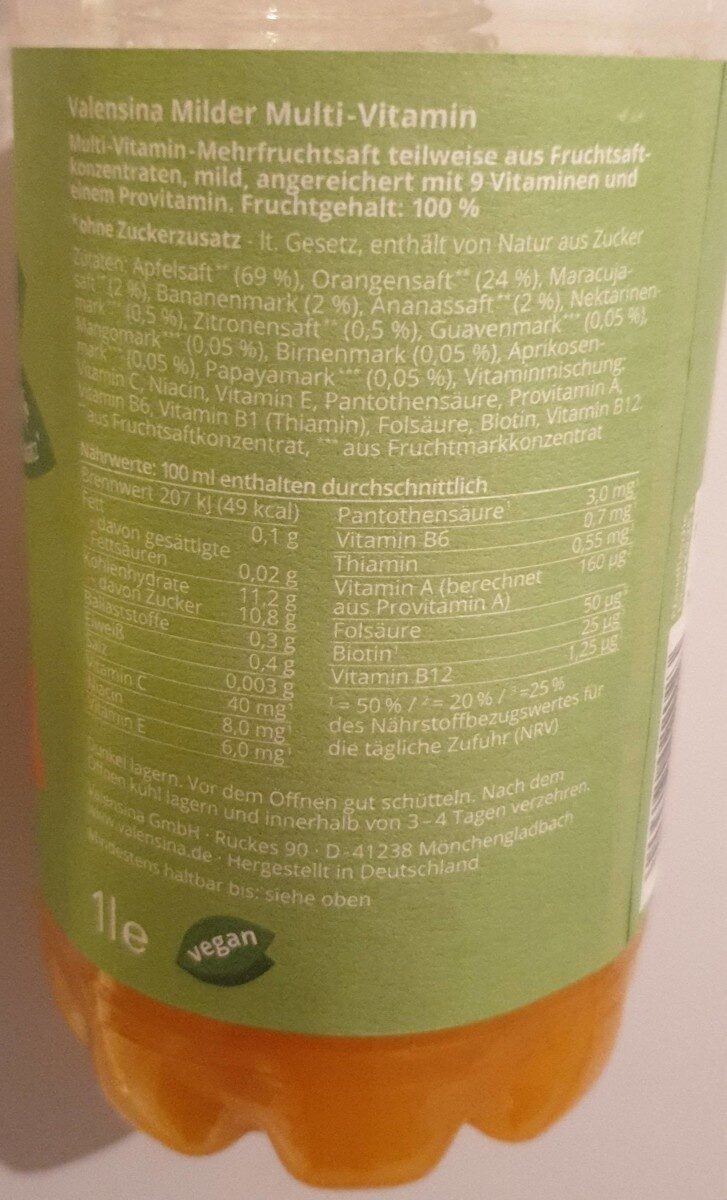 Valensina Milder Multi-Vitamin
Multi-Vitamin-Mehrfruchtsaft teilweise aus Fruchtsaft-
konzentraten, mild, angereichert mit 9 Vitaminen und
einem Provitamin. Fruchtgehalt: 100 %
*ohne Zuckerzusatz - lt. Gesetz, enthält von Natur aus Zucker
Zutaten: Apfelsaft** (69 %), Orangensaft** (24 %), Maracuja-
saft** (2 %), Bananenmark (2 %), Ananassaft** (2 %), Nektarinen-
mark*** (0,5 %), Zitronensaft** (0,5 %), Guavenmark*** (0,05 %),
Mangomark*** (0,05 %), Birnenmark (0,05 %), Aprikosen-
mark*** (0,05 %), Papayamark*** (0,05 %), Vitaminmischung:
Vitamin C, Niacin, Vitamin E, Pantothensäure, Provitamin A,
Vitamin B6, Vitamin B1 (Thiamin), Folsäure, Biotin, Vitamin B12.
**aus Fruchtsaftkonzentrat, *** aus Fruchtmarkkonzentrat
Nährwerte: 100 ml enthalten durchschnittlich
Brennwert 207 kJ (49 kcal)
Fett 0,1 g
- davon gesättigte
Fettsäuren 0,02 g
Kohlenhydrate 11,2 g
- davon Zucker 10,8 g
Ballaststoffe 0,3 g
Eiweiß 0,4 g
Salz 0,003 g
Vitamin C 40 mg¹
Niacin 8,0 mg¹
Vitamin E 6,0 mg¹
Pantothensäure¹ 3,0 mg
Vitamin B6 0,7 mg
Thiamin 0,55 mg
Vitamin A (berechnet 160 µg
aus Provitamin A)
Folsäure 50 µg
Biotin¹ 25 µg
Vitamin B12 1,25 µg
¹= 50 % / ²= 20 % / ³=25 %
des Nährstoffbezugswertes für
die tägliche Zufuhr (NRV)
Dunkel lagern. Vor dem Öffnen gut schütteln. Nach dem
Öffnen kühl lagern und innerhalb von 3–4 Tagen verzehren.
Valensina GmbH · Ruckes 90 · D-41238 Mönchengladbach
www.valensina.de · Hergestellt in Deutschland
Mindestens haltbar bis: siehe oben
1l e
vegan